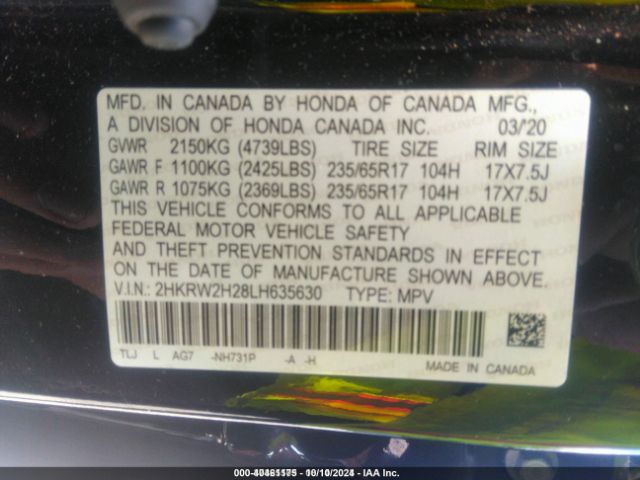 MFD. IN CANADA BY HONDA OF CANADA MFG.,
A DIVISION OF HONDA CANADA INC. 03/20
GVWR 2150KG (4739LBS) TIRE SIZE RIM SIZE
GAWR F 1100KG (2425LBS) 235/65R17 104H 17X7.5J
GAWR R 1075KG (2369LBS) 235/65R17 104H 17X7.5J
THIS VEHICLE CONFORMS TO ALL APPLICABLE
FEDERAL MOTOR VEHICLE SAFETY
AND THEFT PREVENTION STANDARDS IN EFFECT
ON THE DATE OF MANUFACTURE SHOWN ABOVE.
V.I.N.: 2HKRW2H28LH635630 TYPE: MPV
TLJ L AG7 -NH731P -A -H
MADE IN CANADA
- IAA Inc.